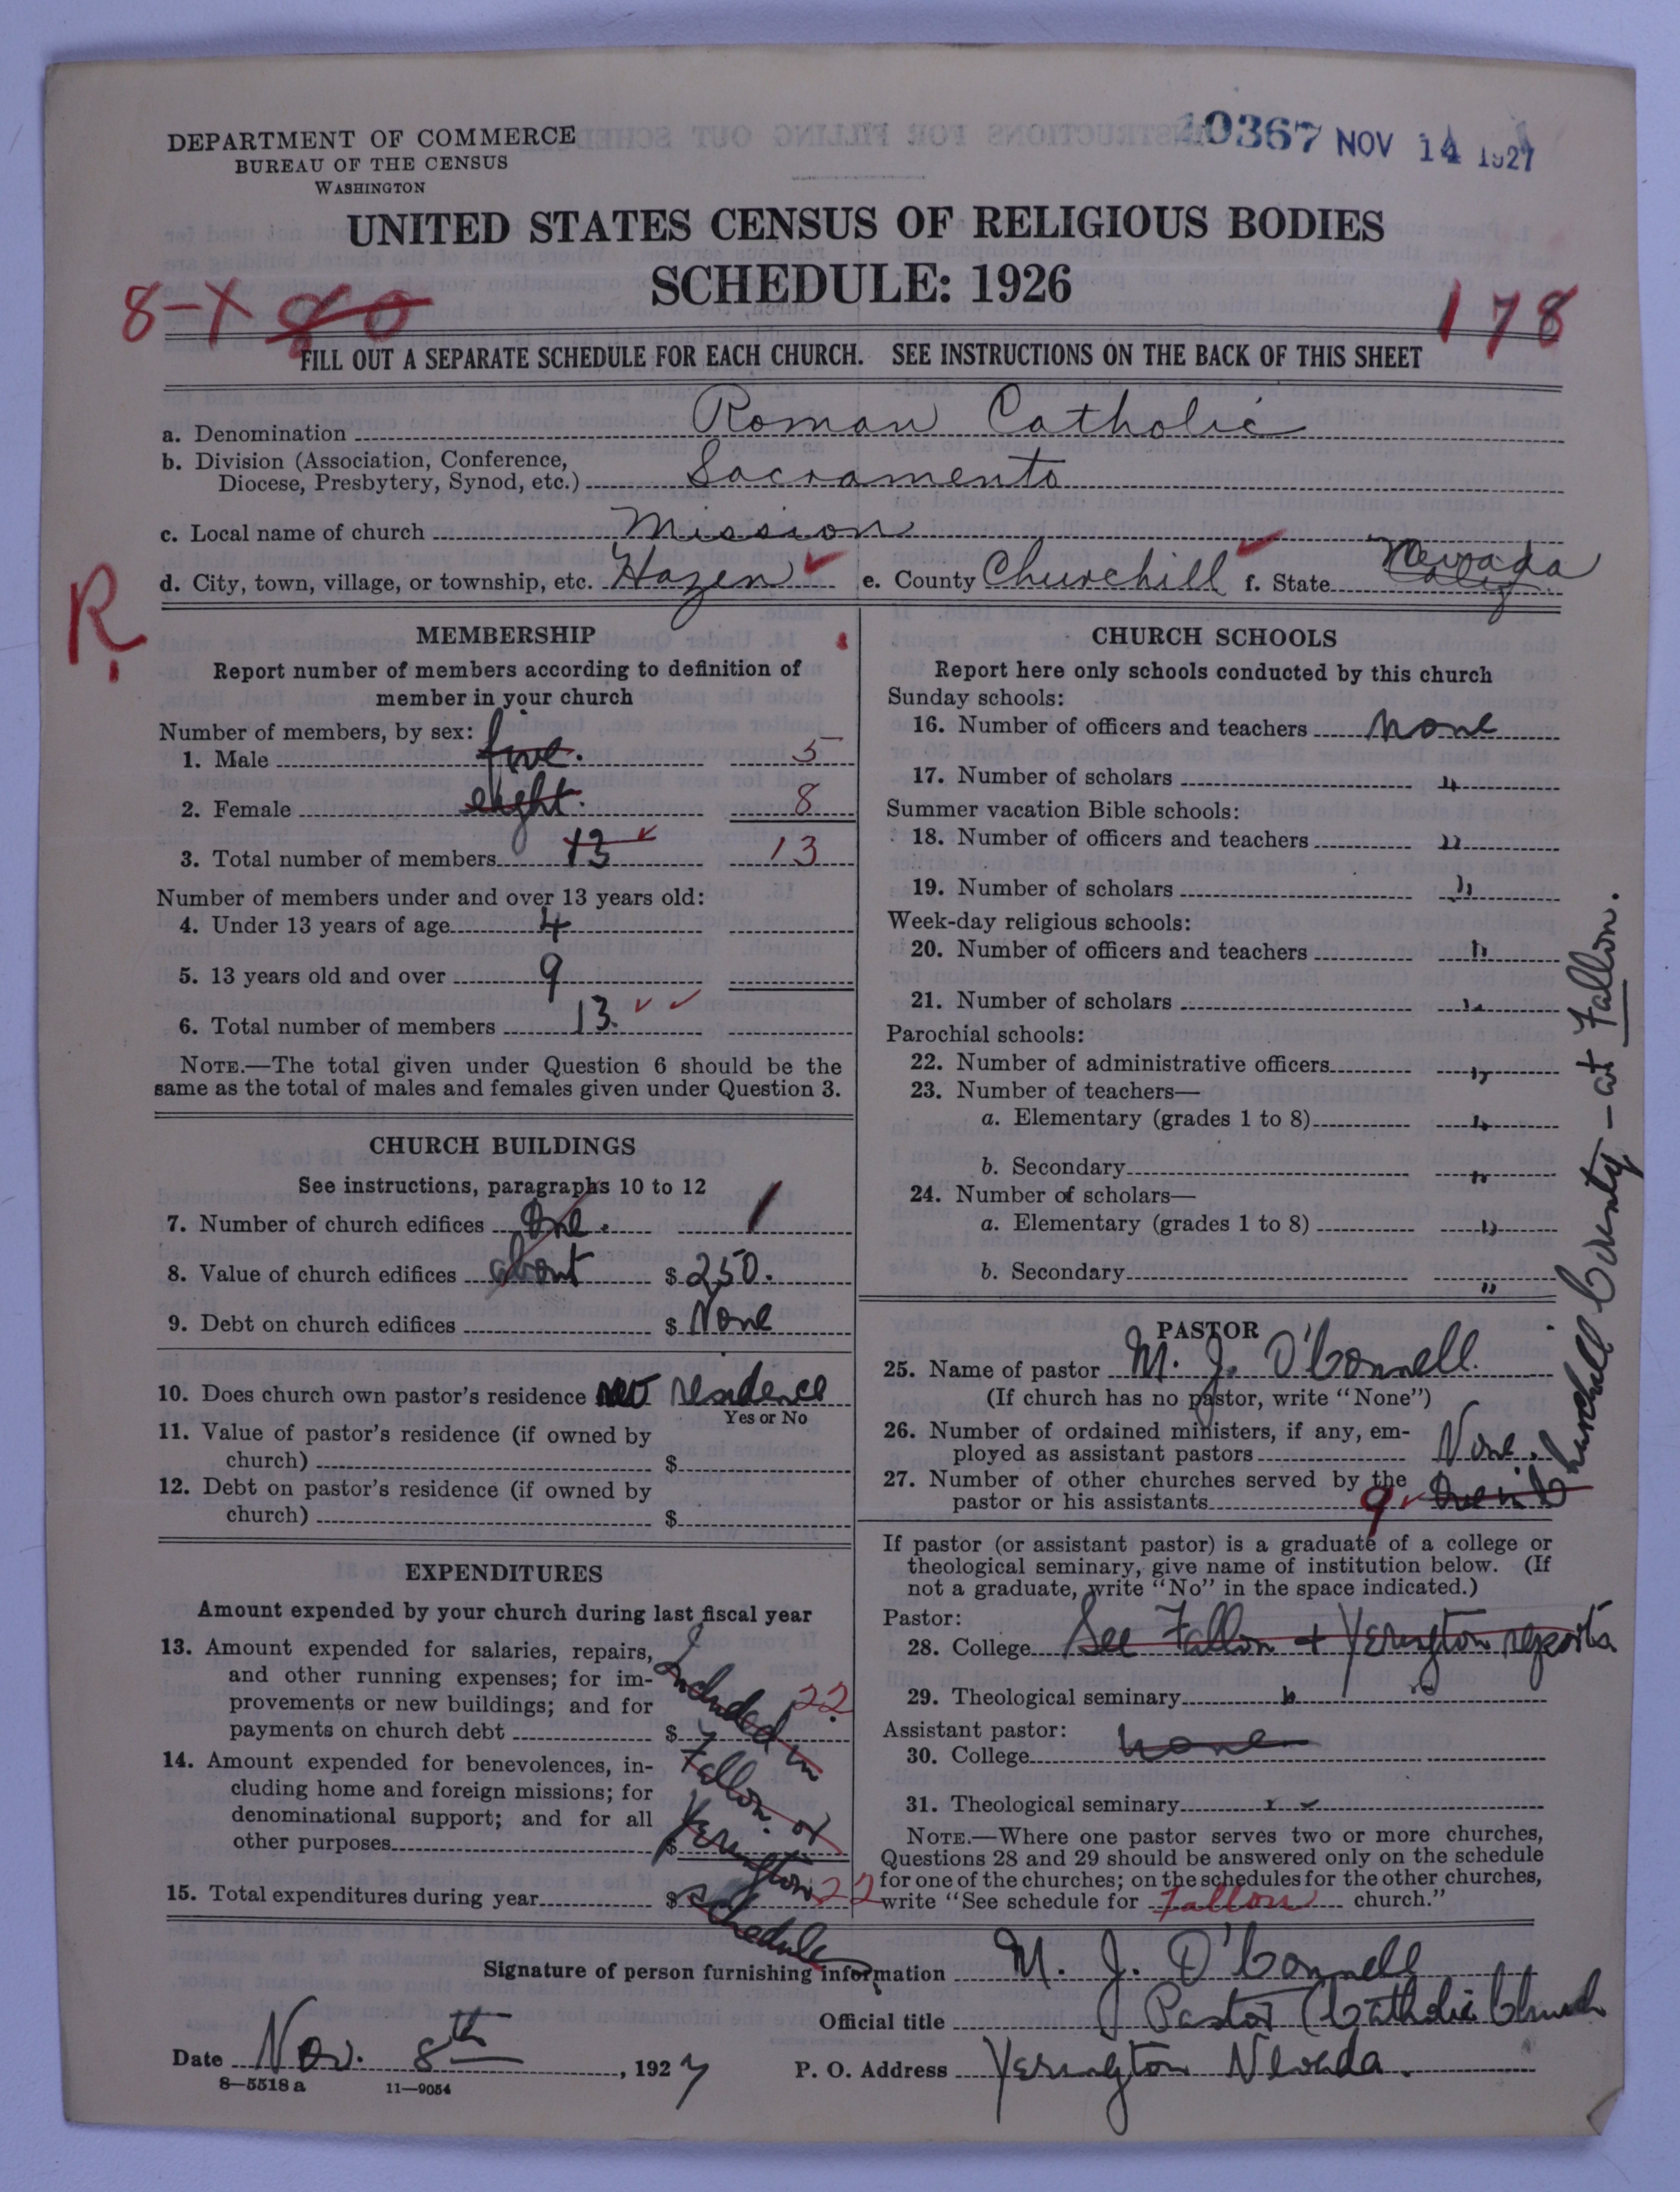 DEPARTMENT OF COMMERCE
BUREAU OF THE CENSUS
WASHINGTON
10367 NOV 14 1927
UNITED STATES CENSUS OF RELIGIOUS BODIES
SCHEDULE: 1926
8-X 80
178
FILL OUT A SEPARATE SCHEDULE FOR EACH CHURCH. SEE INSTRUCTIONS ON THE BACK OF THIS SHEET
a. Denomination Roman Catholic
b. Division (Association, Conference,
Diocese, Presbytery, Synod, etc.) Sacramento
c. Local name of church Mission
d. City, town, village, or township, etc. Hazen e. County Churchill f. State Calif Nevada
R.
MEMBERSHIP
Report number of members according to definition of
member in your church
Number of members, by sex:
1. Male five. 5
2. Female eight. 8
3. Total number of members 13 13
Number of members under and over 13 years old:
4. Under 13 years of age 4
5. 13 years old and over 9
6. Total number of members 13.
NOTE.—The total given under Question 6 should be the
same as the total of males and females given under Question 3.
CHURCH BUILDINGS
See instructions, paragraphs 10 to 12
7. Number of church edifices One. 1
8. Value of church edifices about $ 250.
9. Debt on church edifices $ None
10. Does church own pastor's residence no residence
Yes or No
11. Value of pastor's residence (if owned by
church) $
12. Debt on pastor's residence (if owned by
church) $
EXPENDITURES
Amount expended by your church during last fiscal year
13. Amount expended for salaries, repairs,
and other running expenses; for im-
provements or new buildings; and for
payments on church debt $ 22
14. Amount expended for benevolences, in-
cluding home and foreign missions; for
denominational support; and for all
other purposes $
15. Total expenditures during year $ 22
Included in
Fallon. or
Yerington
schedule
CHURCH SCHOOLS
Report here only schools conducted by this church
Sunday schools:
16. Number of officers and teachers none
17. Number of scholars "
Summer vacation Bible schools:
18. Number of officers and teachers "
19. Number of scholars "
Week-day religious schools:
20. Number of officers and teachers "
21. Number of scholars "
Parochial schools:
22. Number of administrative officers "
23. Number of teachers—
a. Elementary (grades 1 to 8) "
b. Secondary "
24. Number of scholars—
a. Elementary (grades 1 to 8) "
b. Secondary "
PASTOR
25. Name of pastor M. J. O'Connell.
(If church has no pastor, write "None")
26. Number of ordained ministers, if any, em-
ployed as assistant pastors None.
27. Number of other churches served by the
pastor or his assistants 9
Churchill County - at Fallon.
If pastor (or assistant pastor) is a graduate of a college or
theological seminary, give name of institution below. (If
not a graduate, write "No" in the space indicated.)
Pastor:
28. College See Fallon + Yerington reports
29. Theological seminary "
Assistant pastor:
30. College none
31. Theological seminary
NOTE.—Where one pastor serves two or more churches,
Questions 28 and 29 should be answered only on the schedule
for one of the churches; on the schedules for the other churches,
write "See schedule for Fallon church."
Signature of person furnishing information M. J. O'Connell
Official title Pastor Catholic Church
Date Nov. 8th, 1927 P. O. Address Yerington Nevada.
8—5518 a 11—9054